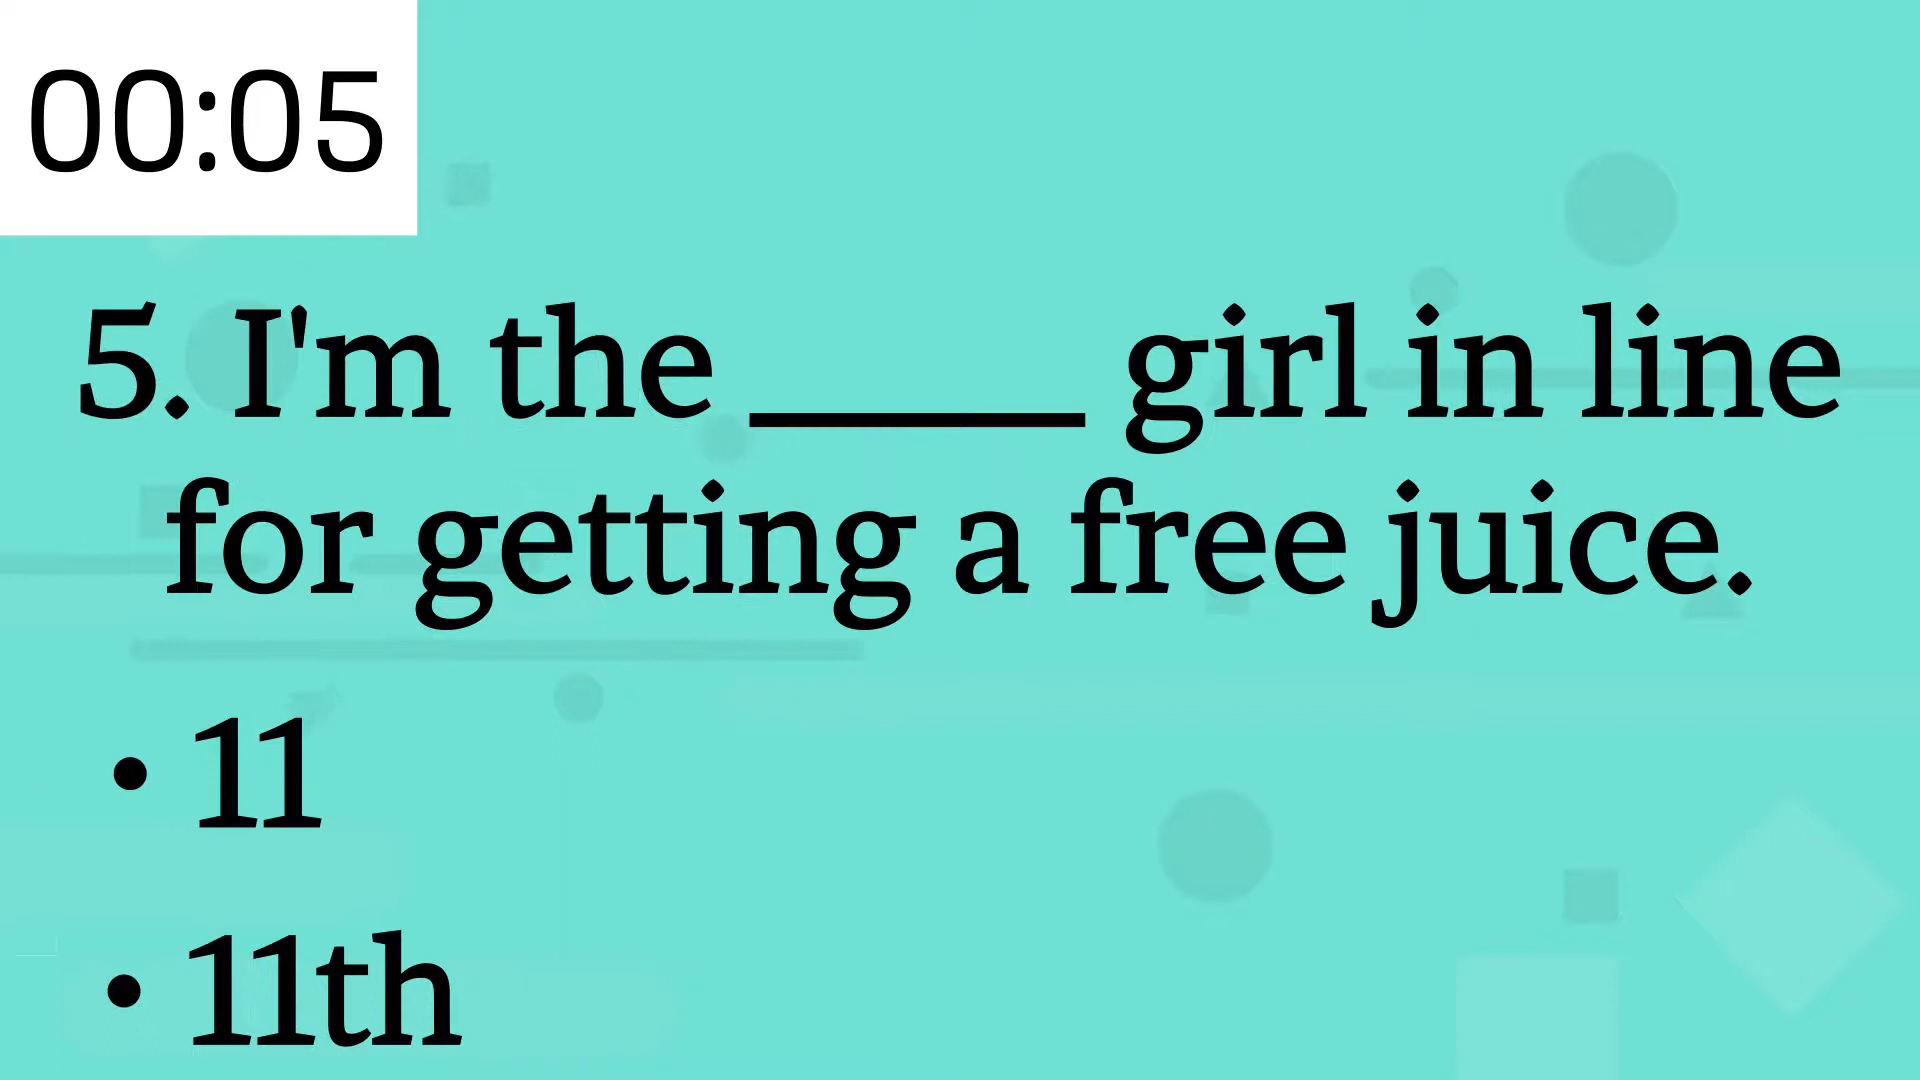 00:05
5. I'm the _____ girl in line
for getting a free juice.
• 11
• 11th